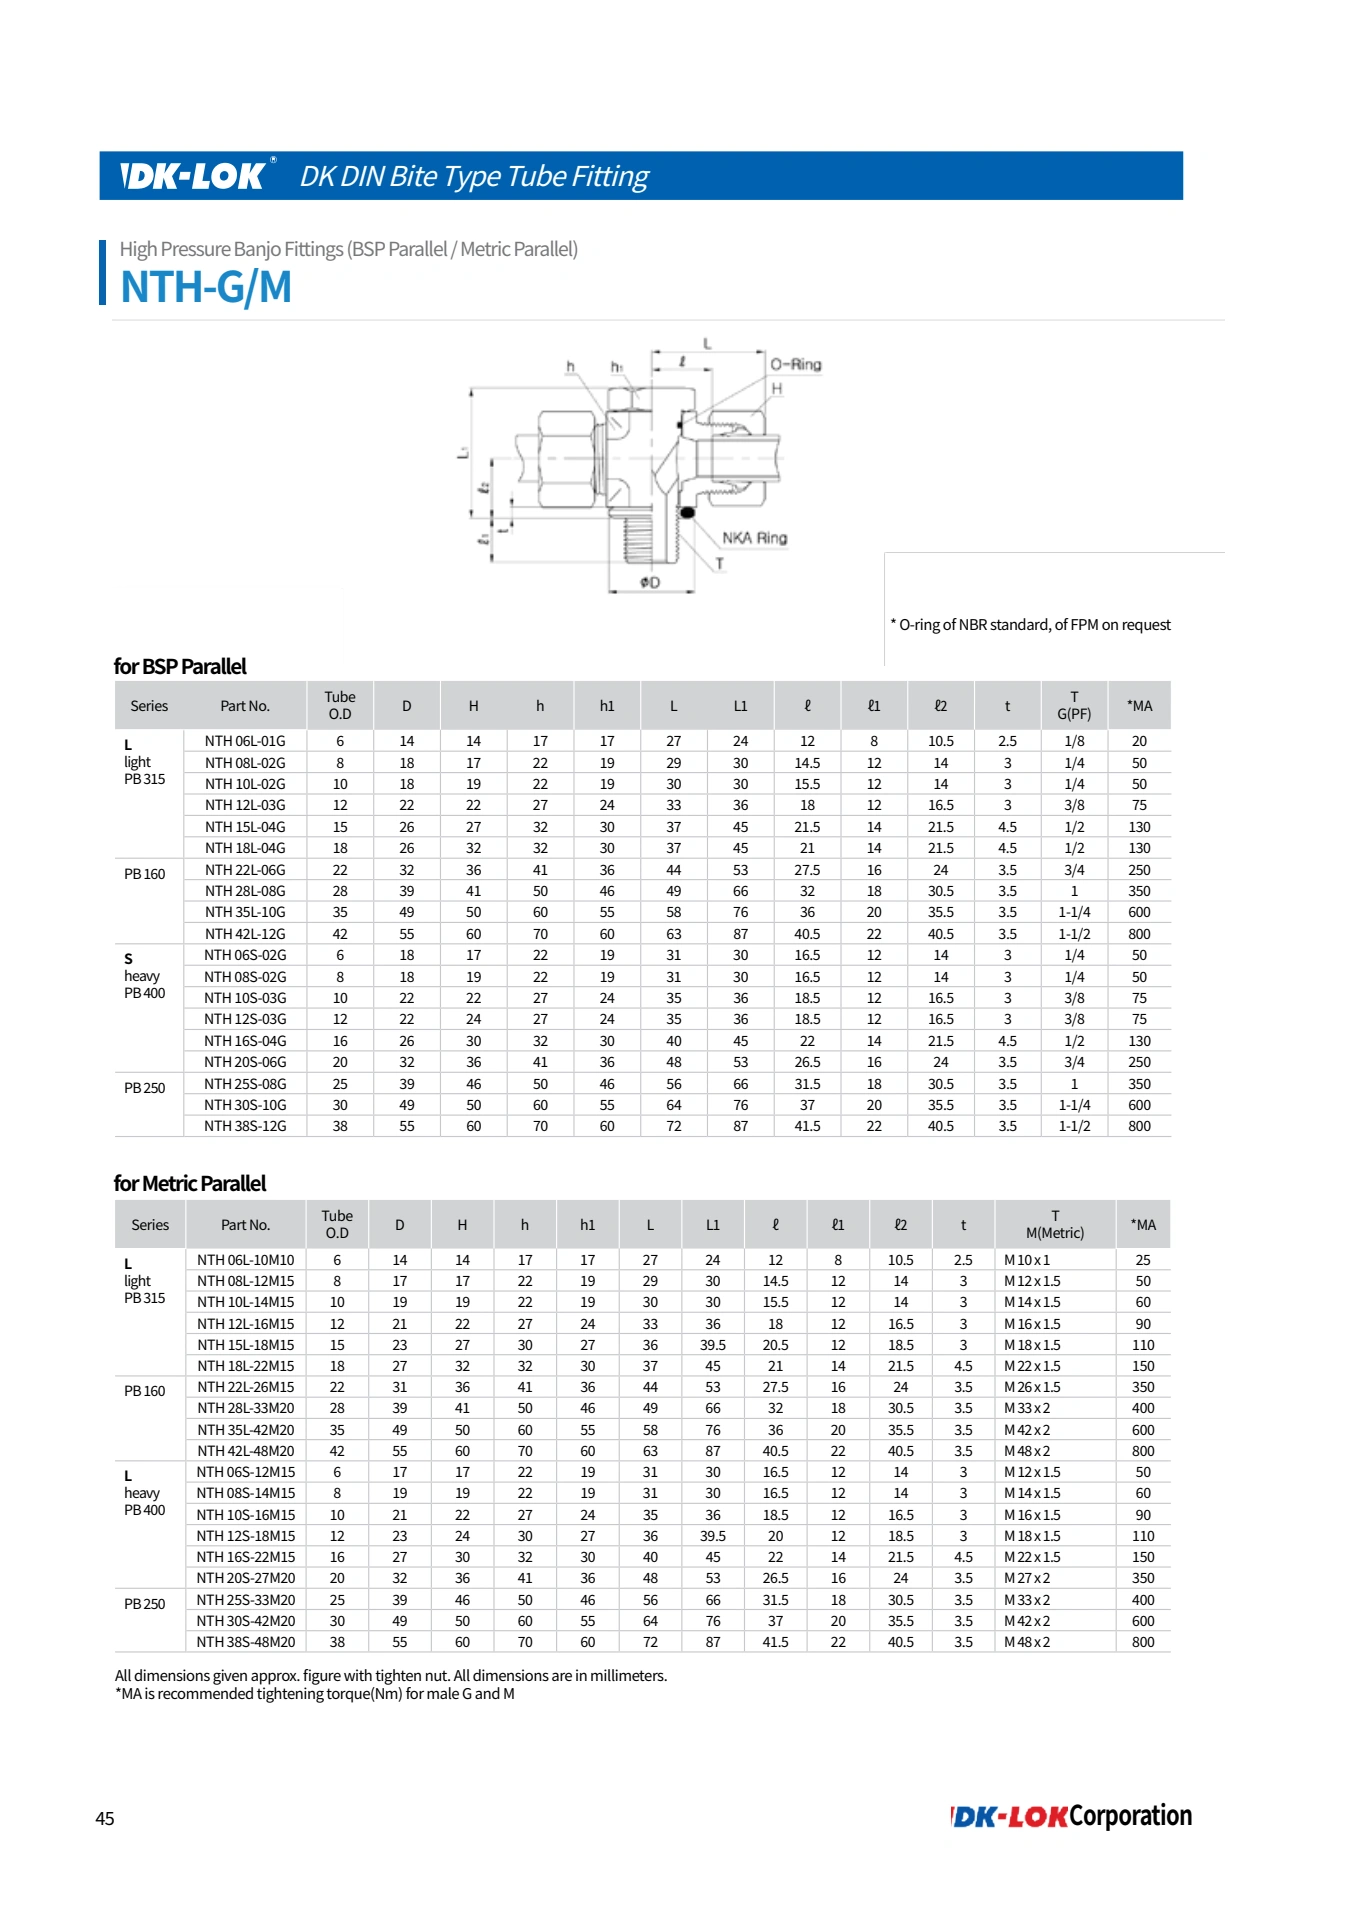 DK-LOK® DK DIN Bite Type Tube Fitting
High Pressure Banjo Fittings (BSP Parallel / Metric Parallel)
NTH-G/M
L
ℓ
h
h1
O-Ring
H
L1
ℓ2
ℓ1
t
NKA Ring
T
φD
* O-ring of NBR standard, of FPM on request
for BSP Parallel
Series Part No. Tube O.D D H h h1 L L1 ℓ ℓ1 ℓ2 t T G(PF) *MA
L light PB 315 NTH 06L-01G 6 14 14 17 17 27 24 12 8 10.5 2.5 1/8 20
NTH 08L-02G 8 18 17 22 19 29 30 14.5 12 14 3 1/4 50
NTH 10L-02G 10 18 19 22 19 30 30 15.5 12 14 3 1/4 50
NTH 12L-03G 12 22 22 27 24 33 36 18 12 16.5 3 3/8 75
NTH 15L-04G 15 26 27 32 30 37 45 21.5 14 21.5 4.5 1/2 130
NTH 18L-04G 18 26 32 32 30 37 45 21 14 21.5 4.5 1/2 130
PB 160 NTH 22L-06G 22 32 36 41 36 44 53 27.5 16 24 3.5 3/4 250
NTH 28L-08G 28 39 41 50 46 49 66 32 18 30.5 3.5 1 350
NTH 35L-10G 35 49 50 60 55 58 76 36 20 35.5 3.5 1-1/4 600
NTH 42L-12G 42 55 60 70 60 63 87 40.5 22 40.5 3.5 1-1/2 800
S heavy PB 400 NTH 06S-02G 6 18 17 22 19 31 30 16.5 12 14 3 1/4 50
NTH 08S-02G 8 18 19 22 19 31 30 16.5 12 14 3 1/4 50
NTH 10S-03G 10 22 22 27 24 35 36 18.5 12 16.5 3 3/8 75
NTH 12S-03G 12 22 24 27 24 35 36 18.5 12 16.5 3 3/8 75
NTH 16S-04G 16 26 30 32 30 40 45 22 14 21.5 4.5 1/2 130
NTH 20S-06G 20 32 36 41 36 48 53 26.5 16 24 3.5 3/4 250
PB 250 NTH 25S-08G 25 39 46 50 46 56 66 31.5 18 30.5 3.5 1 350
NTH 30S-10G 30 49 50 60 55 64 76 37 20 35.5 3.5 1-1/4 600
NTH 38S-12G 38 55 60 70 60 72 87 41.5 22 40.5 3.5 1-1/2 800
for Metric Parallel
Series Part No. Tube O.D D H h h1 L L1 ℓ ℓ1 ℓ2 t T M(Metric) *MA
L light PB 315 NTH 06L-10M10 6 14 14 17 17 27 24 12 8 10.5 2.5 M 10 x 1 25
NTH 08L-12M15 8 17 17 22 19 29 30 14.5 12 14 3 M 12 x 1.5 50
NTH 10L-14M15 10 19 19 22 19 30 30 15.5 12 14 3 M 14 x 1.5 60
NTH 12L-16M15 12 21 22 27 24 33 36 18 12 16.5 3 M 16 x 1.5 90
NTH 15L-18M15 15 23 27 30 27 36 39.5 20.5 12 18.5 3 M 18 x 1.5 110
NTH 18L-22M15 18 27 32 32 30 37 45 21 14 21.5 4.5 M 22 x 1.5 150
PB 160 NTH 22L-26M15 22 31 36 41 36 44 53 27.5 16 24 3.5 M 26 x 1.5 350
NTH 28L-33M20 28 39 41 50 46 49 66 32 18 30.5 3.5 M 33 x 2 400
NTH 35L-42M20 35 49 50 60 55 58 76 36 20 35.5 3.5 M 42 x 2 600
NTH 42L-48M20 42 55 60 70 60 63 87 40.5 22 40.5 3.5 M 48 x 2 800
L heavy PB 400 NTH 06S-12M15 6 17 17 22 19 31 30 16.5 12 14 3 M 12 x 1.5 50
NTH 08S-14M15 8 19 19 22 19 31 30 16.5 12 14 3 M 14 x 1.5 60
NTH 10S-16M15 10 21 22 27 24 35 36 18.5 12 16.5 3 M 16 x 1.5 90
NTH 12S-18M15 12 23 24 30 27 36 39.5 20 12 18.5 3 M 18 x 1.5 110
NTH 16S-22M15 16 27 30 32 30 40 45 22 14 21.5 4.5 M 22 x 1.5 150
NTH 20S-27M20 20 32 36 41 36 48 53 26.5 16 24 3.5 M 27 x 2 350
PB 250 NTH 25S-33M20 25 39 46 50 46 56 66 31.5 18 30.5 3.5 M 33 x 2 400
NTH 30S-42M20 30 49 50 60 55 64 76 37 20 35.5 3.5 M 42 x 2 600
NTH 38S-48M20 38 55 60 70 60 72 87 41.5 22 40.5 3.5 M 48 x 2 800
All dimensions given approx. figure with tighten nut. All dimensions are in millimeters.
*MA is recommended tightening torque(Nm) for male G and M
45
DK-LOK Corporation